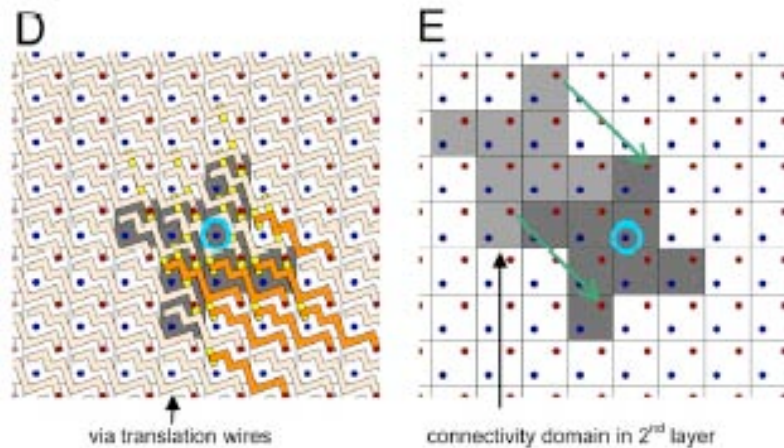 D
E
via translation wires
connectivity domain in 2nd layer